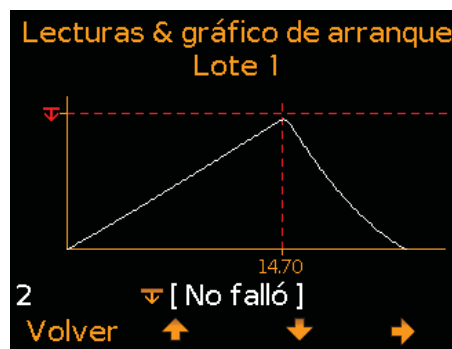 Lecturas & gráfico de arranque
Lote 1
14.70
2 [ No falló ]
Volver